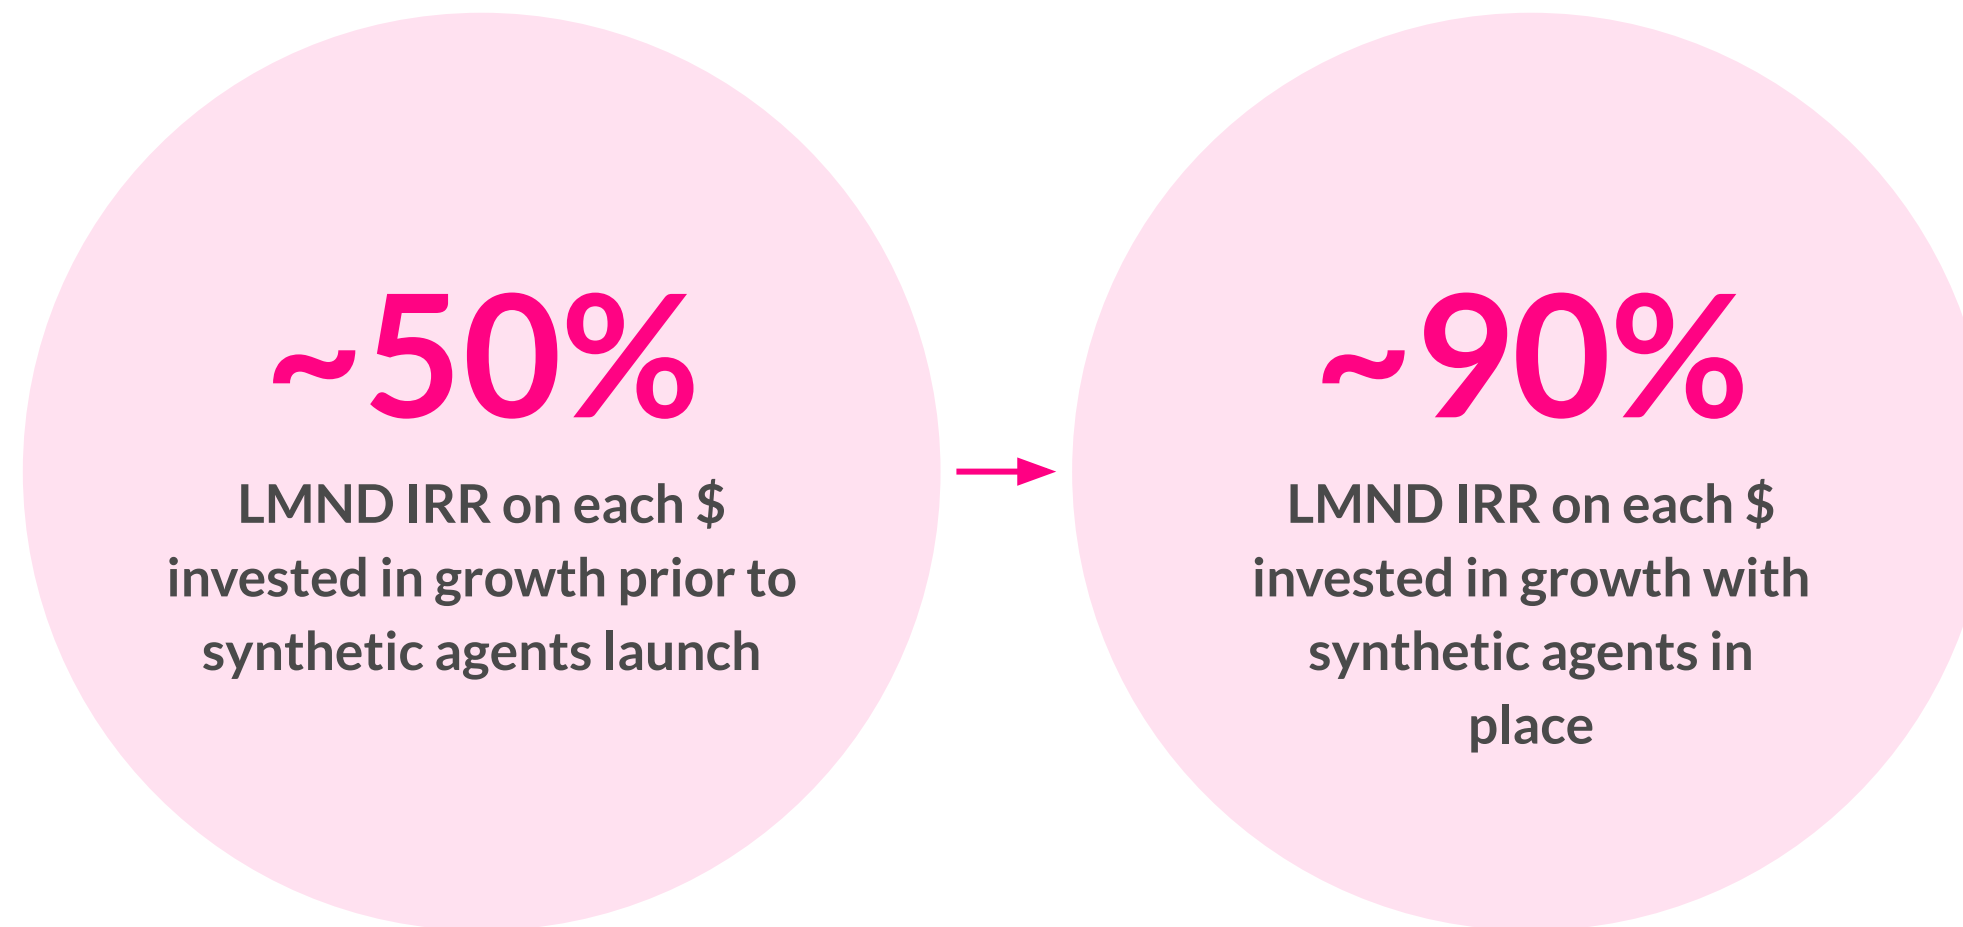 ~50%
LMND IRR on each $
invested in growth prior to
synthetic agents launch
~90%
LMND IRR on each $
invested in growth with
synthetic agents in
place